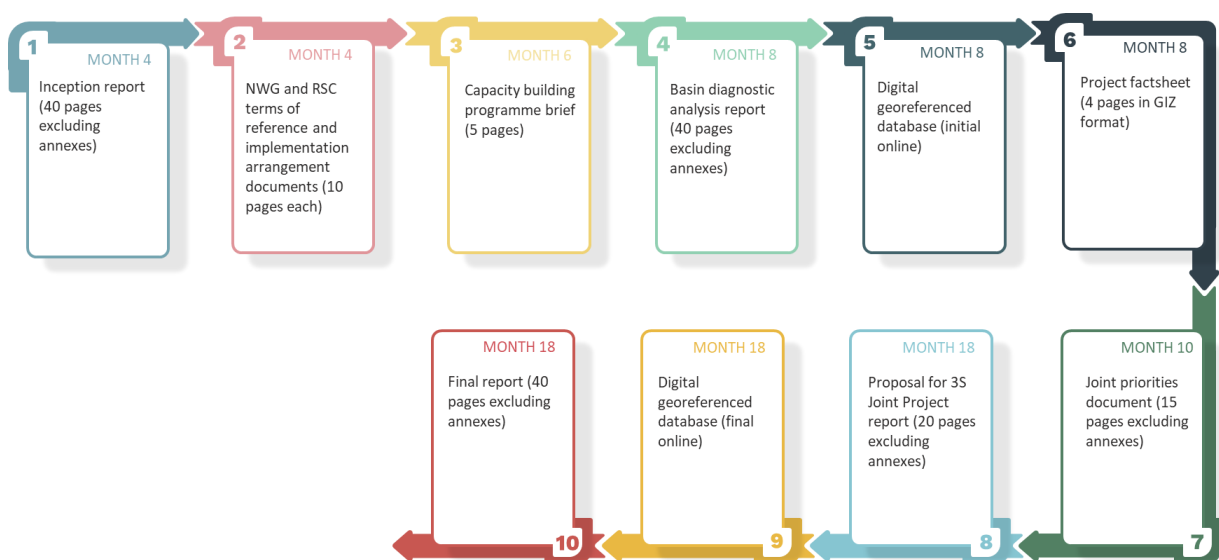 1
MONTH 4
Inception report
(40 pages
excluding
annexes)
2
MONTH 4
NWG and RSC
terms of
reference and
implementation
arrangement
documents (10
pages each)
3
MONTH 6
Capacity building
programme brief
(5 pages)
4
MONTH 8
Basin diagnostic
analysis report
(40 pages
excluding
annexes)
5
MONTH 8
Digital
georeferenced
database (initial
online)
6
MONTH 8
Project factsheet
(4 pages in GIZ
format)
MONTH 10
Joint priorities
document (15
pages excluding
annexes)
7
MONTH 18
Proposal for 3S
Joint Project
report (20 pages
excluding
annexes)
8
MONTH 18
Digital
georeferenced
database (final
online)
9
MONTH 18
Final report (40
pages excluding
annexes)
10